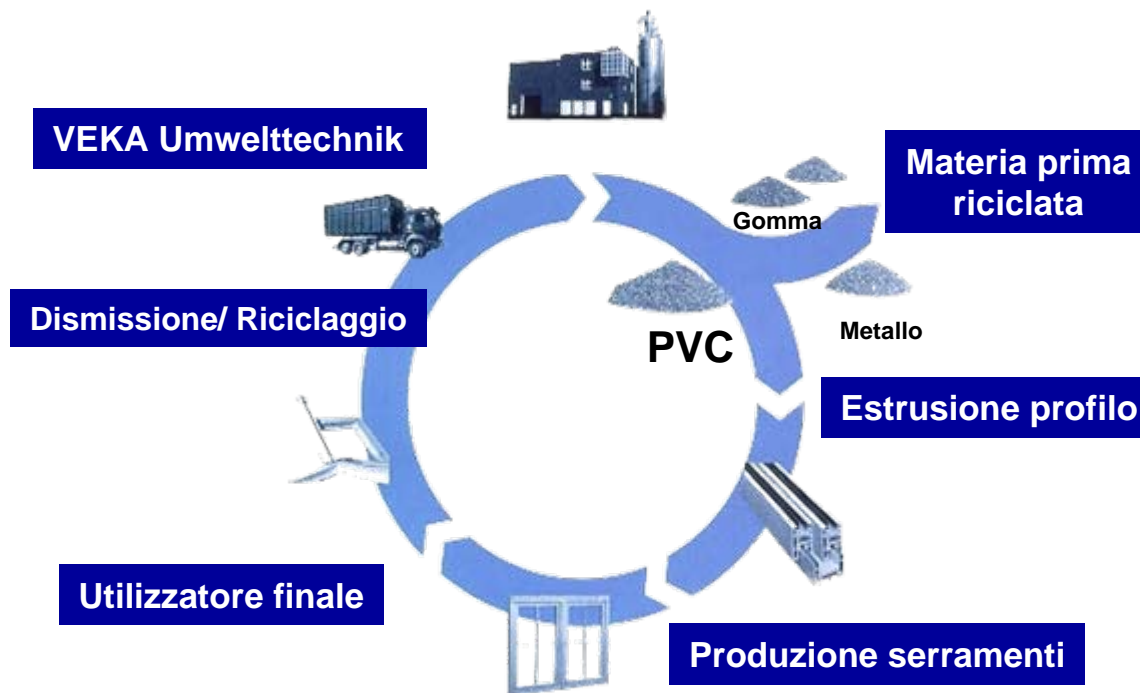 VEKA Umwelttechnik
Materia prima
riciclata
Gomma
Dismissione/ Riciclaggio
PVC
Metallo
Estrusione profilo
Utilizzatore finale
Produzione serramenti